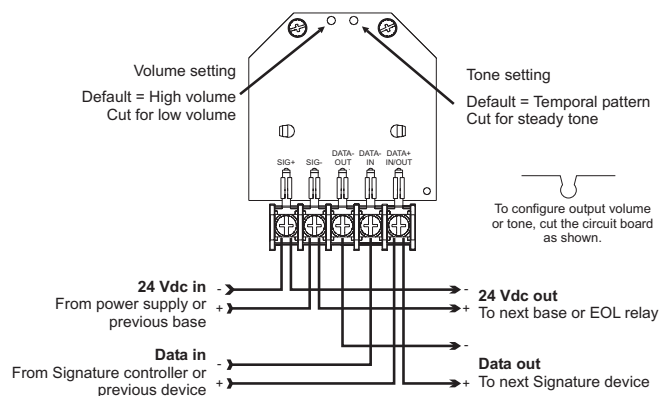 Volume setting
Default = High volume
Cut for low volume
Tone setting
Default = Temporal pattern
Cut for steady tone
SIG+
SIG-
DATA-
OUT
DATA-
IN
DATA+
IN/OUT
To configure output volume
or tone, cut the circuit board
as shown.
24 Vdc in
From power supply or
previous base
-
+
-
+
24 Vdc out
To next base or EOL relay
Data in
From Signature controller or
previous device
-
+
-
+
Data out
To next Signature device